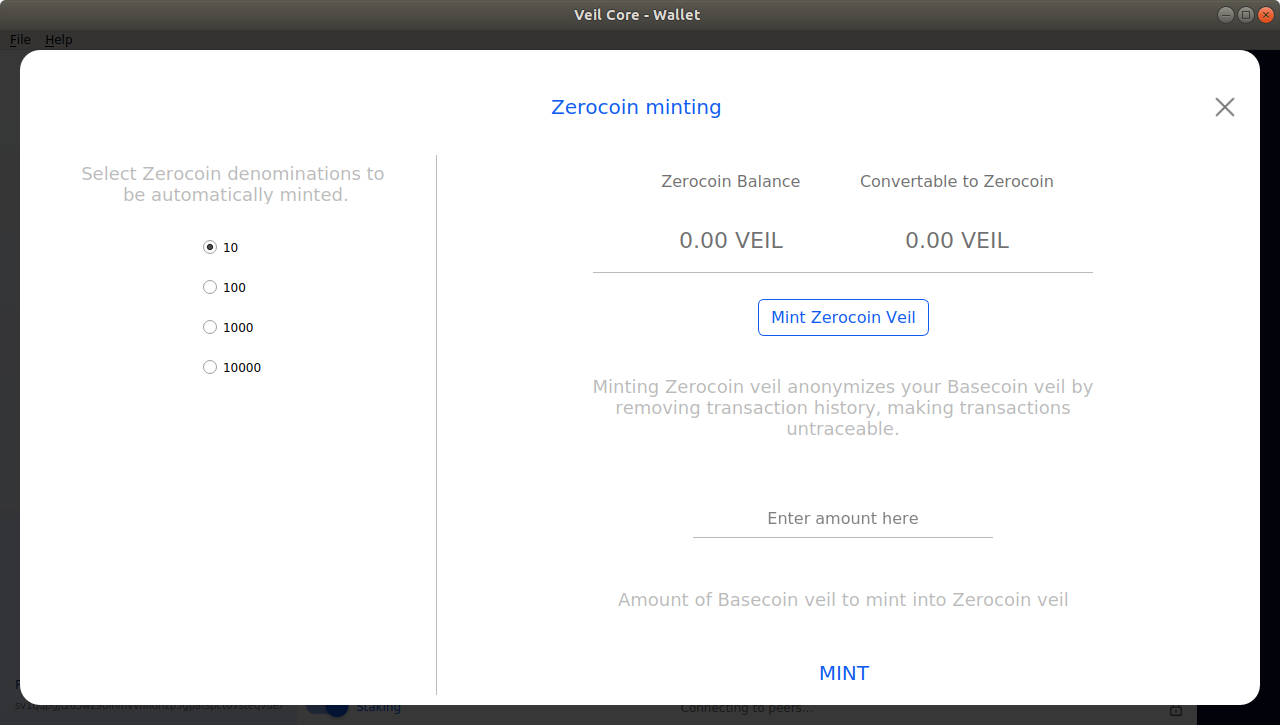 Veil Core - Wallet
File Help
Zerocoin minting
Select Zerocoin denominations to
be automatically minted.
10
100
1000
10000
Zerocoin Balance
Convertable to Zerocoin
0.00 VEIL
0.00 VEIL
Mint Zerocoin Veil
Minting Zerocoin veil anonymizes your Basecoin veil by
removing transaction history, making transactions
untraceable.
Enter amount here
Amount of Basecoin veil to mint into Zerocoin veil
MINT
Staking
Connecting to peers...